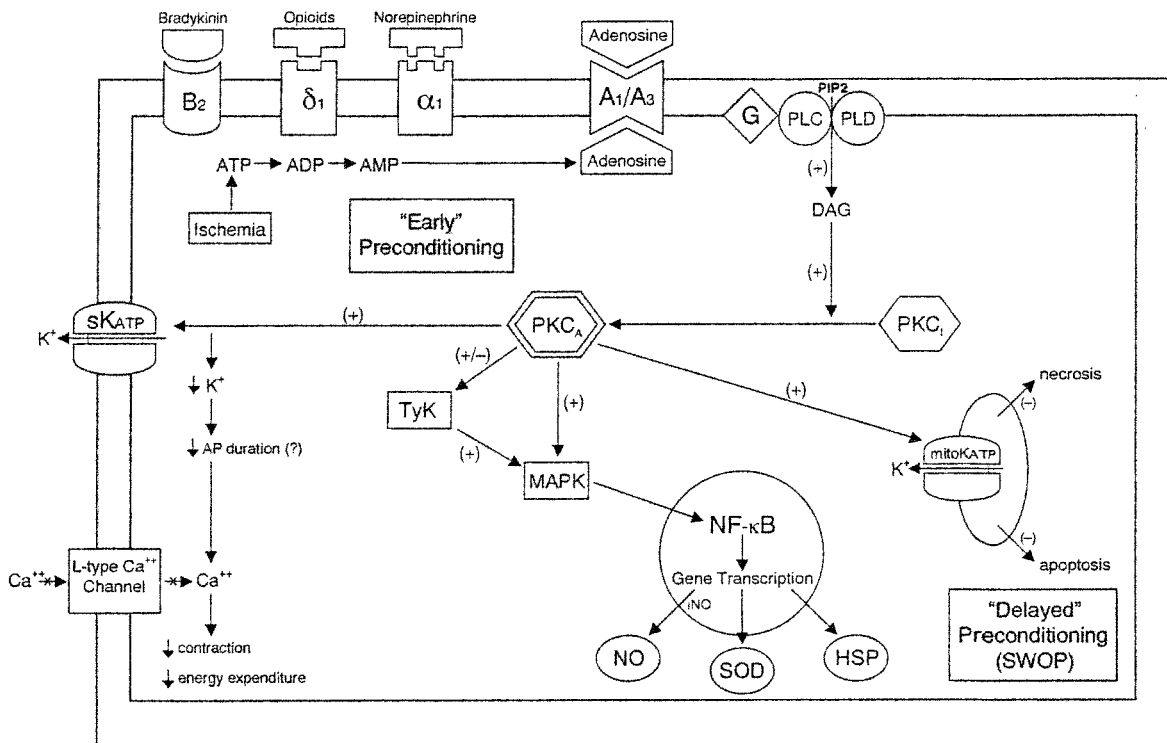 Bradykinin
Opioids
Norepinephrine
Adenosine
B2
δ1
α1
A1/A3
G
PIP2
PLC
PLD
ATP
ADP
AMP
Adenosine
(+)
DAG
Ischemia
"Early"
Preconditioning
(+)
sKATP
K+
(+)
PKCA
PKCI
(+/–)
(+)
(+)
K+
TyK
(+)
AP duration (?)
MAPK
necrosis
(–)
mitoKATP
K+
(–)
apoptosis
NF-κB
Gene Transcription
iNO
NO
SOD
HSP
L-type Ca++
Channel
Ca++
Ca++
contraction
energy expenditure
"Delayed"
Preconditioning
(SWOP)